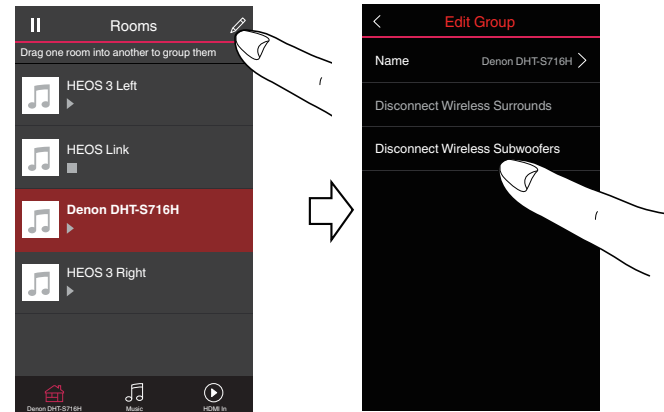 Rooms
Drag one room into another to group them
HEOS 3 Left
HEOS Link
Denon DHT-S716H
HEOS 3 Right
Denon DHT-S716H
Music
HDMI In
Edit Group
Name
Denon DHT-S716H
Disconnect Wireless Surrounds
Disconnect Wireless Subwoofers